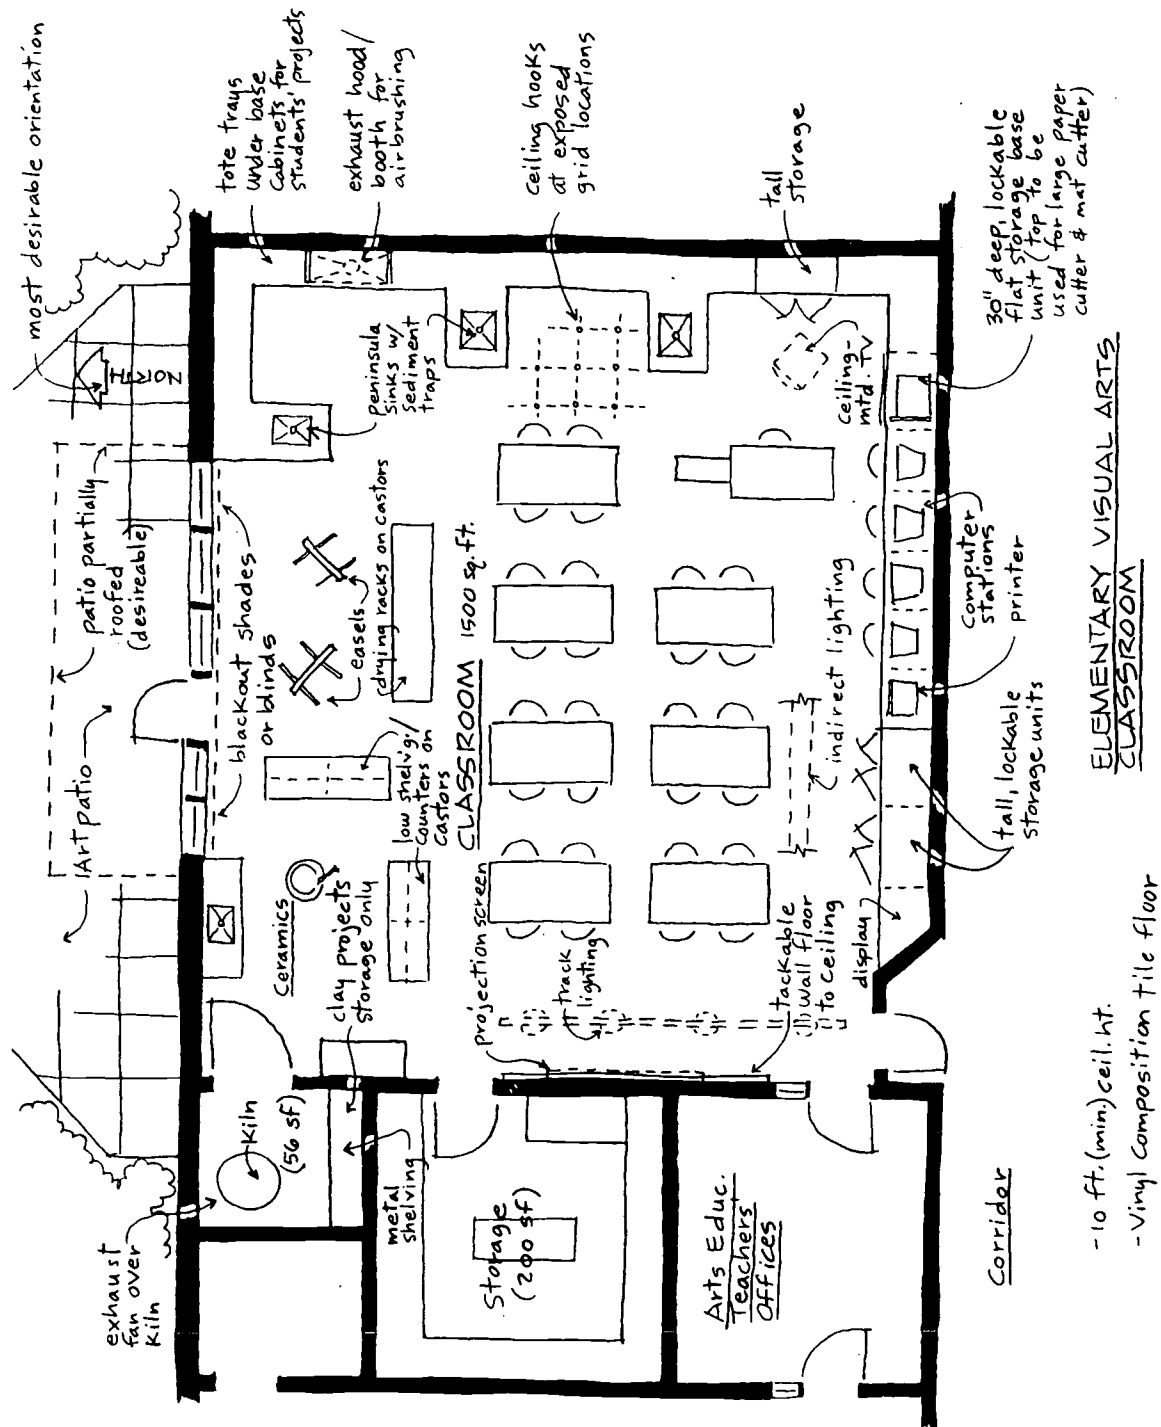 most desirable orientation
NORTH
tote trays
under base
cabinets for
students' projects
exhaust hood/
booth for
airbrushing
Ceiling hooks
at exposed
grid locations
tall
storage
30" deep, lockable
flat storage base
unit (top to be
used for large paper
cutter & mat cutter)
patio partially
roofed
(desireable)
Art patio
blackout shades
or blinds
Peninsula
sinks w/
sediment
traps
easels
drying racks on castors
low shelvg./
counters on
castors
CLASSROOM 1500 sq.ft.
Ceiling-
mtd. TV
indirect lighting
Computer
stations
printer
tall, lockable
storage units
display
Ceramics
clay projects
storage only
projection screen
track
lighting
tackable
wall floor
to ceiling
exhaust
fan over
Kiln
Kiln
(56 sf)
metal
shelving
Storage
(200 sf)
Arts Educ.
Teachers'
Offices
Corridor
-10 ft.(min.)ceil.ht.
-Vinyl Composition tile floor
ELEMENTARY VISUAL ARTS
CLASSROOM